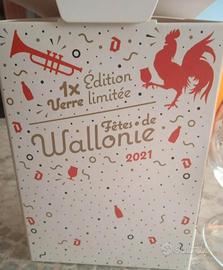 1x Édition
Verre limitée
Fêtes de
Wallonie
2021